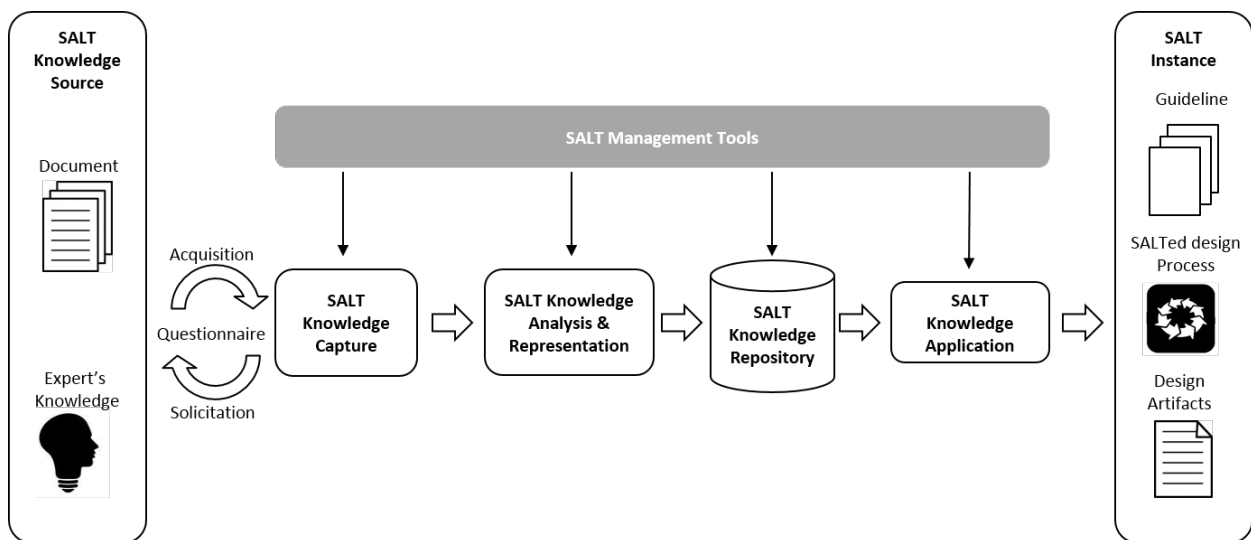 SALT
Knowledge
Source
Document
Expert's
Knowledge
Acquisition
Questionnaire
Solicitation
SALT Management Tools
SALT
Knowledge
Capture
SALT Knowledge
Analysis &
Representation
SALT
Knowledge
Repository
SALT
Knowledge
Application
SALT
Instance
Guideline
SALTed design
Process
Design
Artifacts